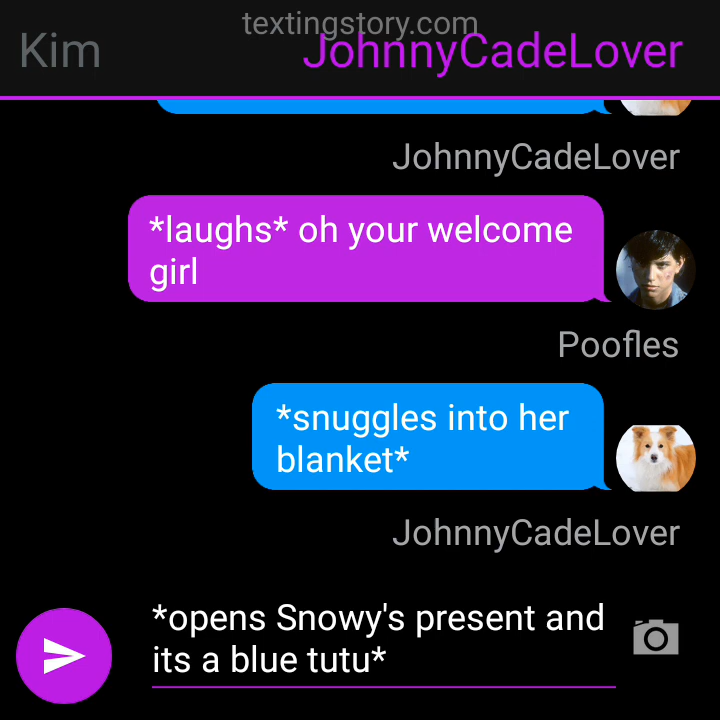 textingstory.com
Kim
JohnnyCadeLover
JohnnyCadeLover
*laughs* oh your welcome
girl
Poofles
*snuggles into her
blanket*
JohnnyCadeLover
*opens Snowy's present and
its a blue tutu*